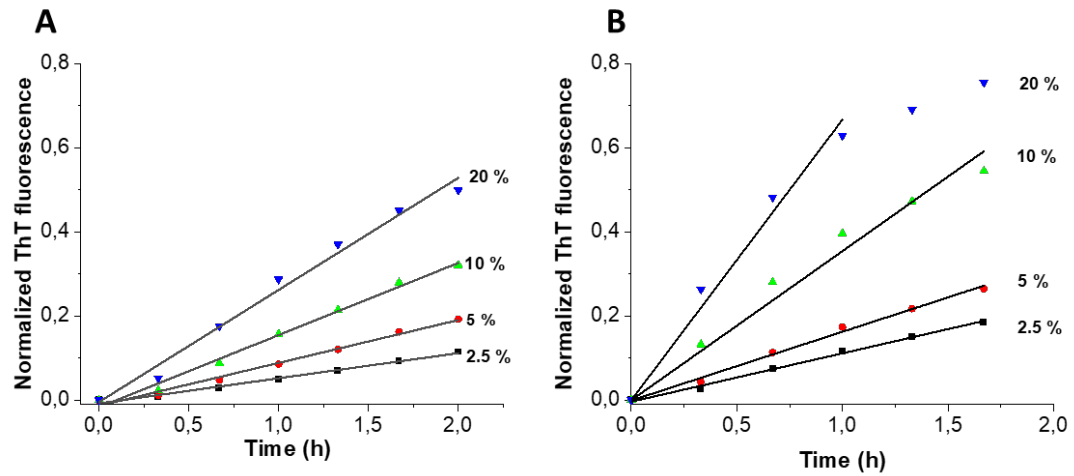 A
Normalized ThT fluorescence
0,8
0,6
0,4
0,2
0,0
20 %
10 %
5 %
2.5 %
0,0 0,5 1,0 1,5 2,0
Time (h)
B
Normalized ThT fluorescence
0,8
0,6
0,4
0,2
0,0
20 %
10 %
5 %
2.5 %
0,0 0,5 1,0 1,5 2,0
Time (h)